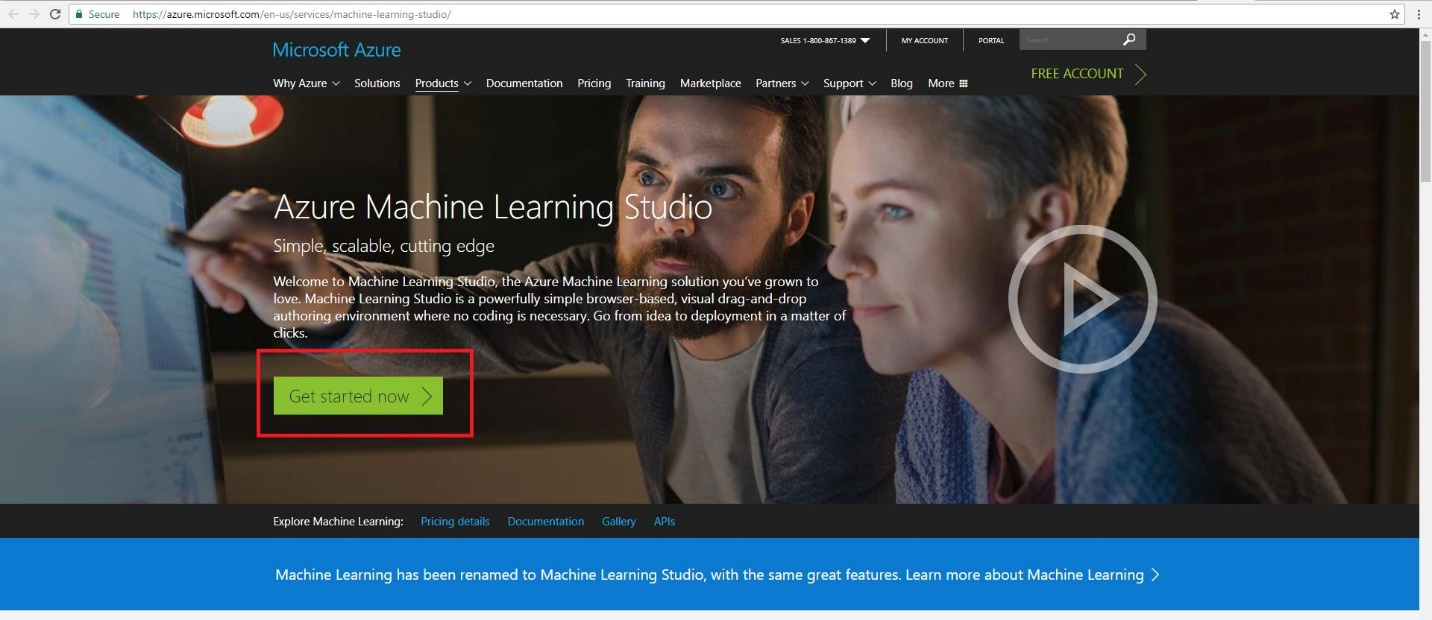 Secure https://azure.microsoft.com/en-us/services/machine-learning-studio/
SALES 1-800-867-1389 MY ACCOUNT PORTAL Search
Microsoft Azure
FREE ACCOUNT
Why Azure Solutions Products Documentation Pricing Training Marketplace Partners Support Blog More
Azure Machine Learning Studio
Simple, scalable, cutting edge
Welcome to Machine Learning Studio, the Azure Machine Learning solution you've grown to
love. Machine Learning Studio is a powerfully simple browser-based, visual drag-and-drop
authoring environment where no coding is necessary. Go from idea to deployment in a matter of
clicks.
Get started now
Explore Machine Learning: Pricing details Documentation Gallery APIs
Machine Learning has been renamed to Machine Learning Studio, with the same great features. Learn more about Machine Learning